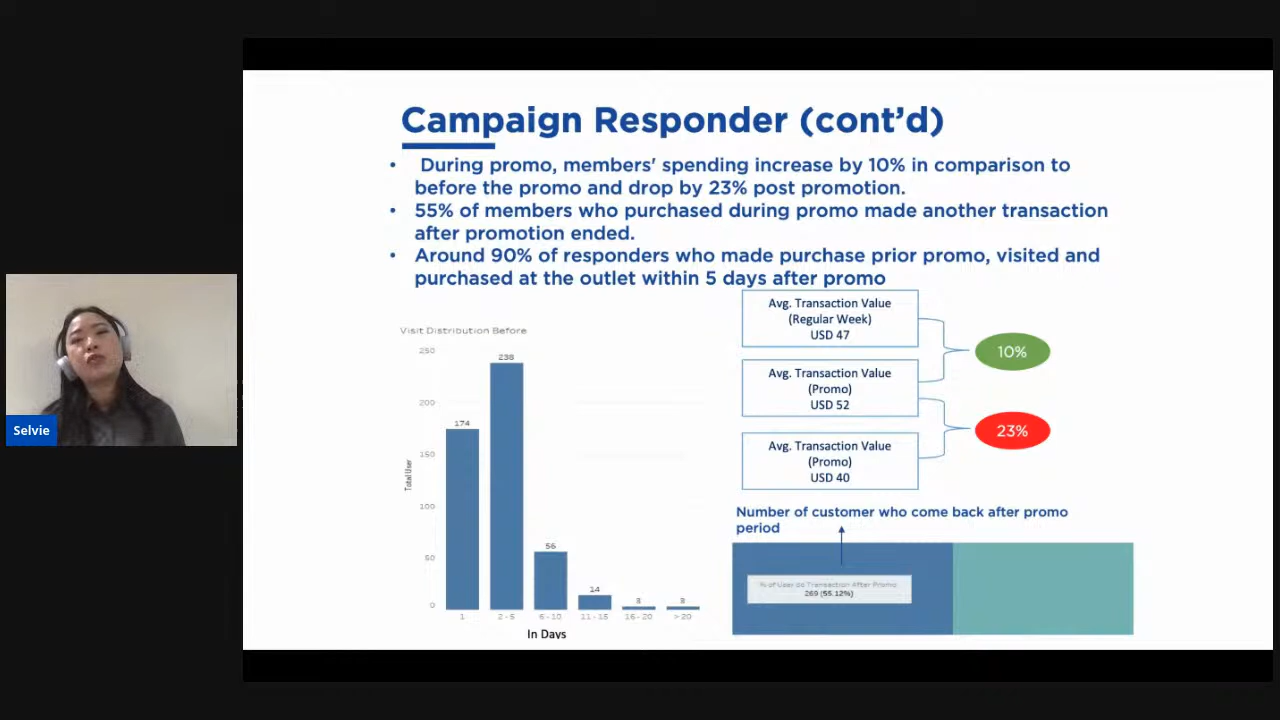 Campaign Responder (cont’d)
• During promo, members' spending increase by 10% in comparison to
before the promo and drop by 23% post promotion.
• 55% of members who purchased during promo made another transaction
after promotion ended.
• Around 90% of responders who made purchase prior promo, visited and
purchased at the outlet within 5 days after promo
Visit Distribution Before
250
200
150
100
50
0
Total User
174
238
56
14
1
2 - 5
6 - 10
11 - 15
16 - 20
> 20
In Days
Avg. Transaction Value
(Regular Week)
USD 47
Avg. Transaction Value
(Promo)
USD 52
Avg. Transaction Value
(Promo)
USD 40
10%
23%
Number of customer who come back after promo
period
% of User do Transaction After Promo
269 (55.12%)
Selvie